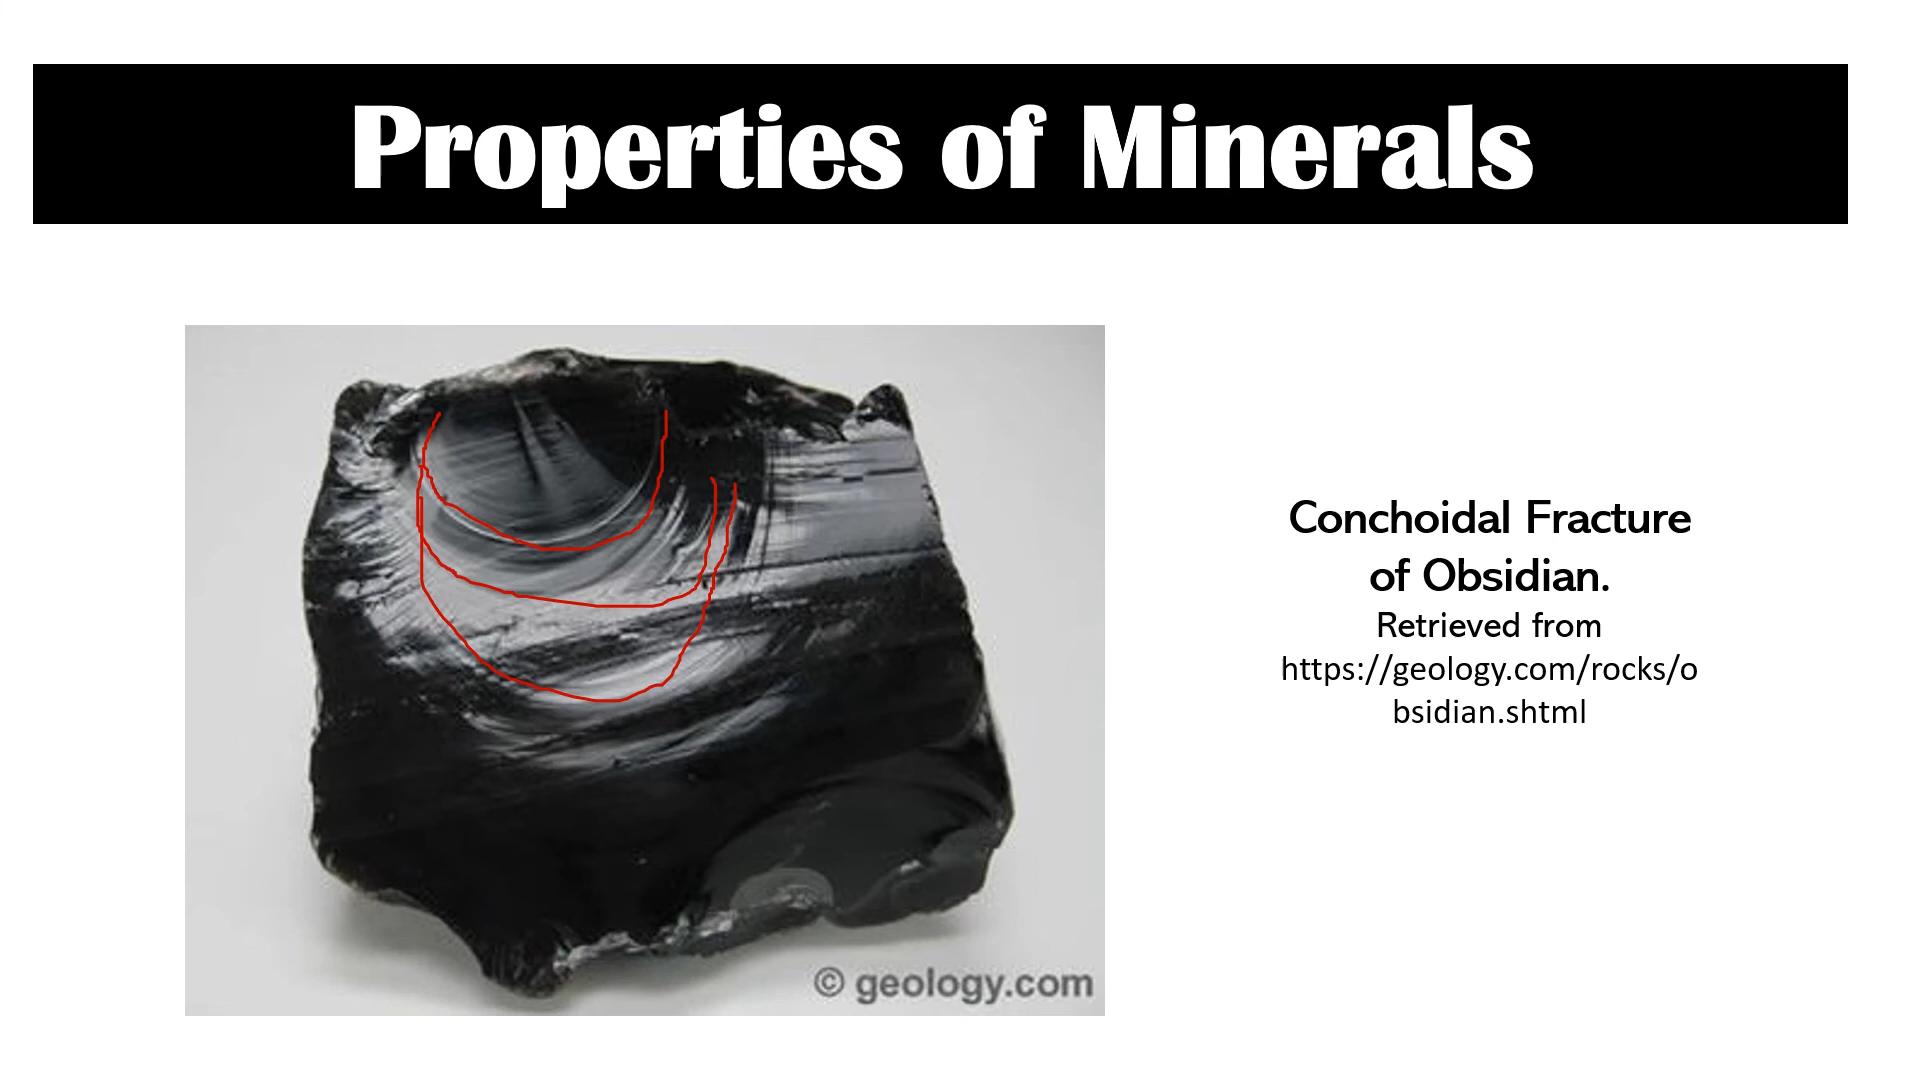 Properties of Minerals
Conchoidal Fracture
of Obsidian.
Retrieved from
https://geology.com/rocks/o
bsidian.shtml
© geology.com